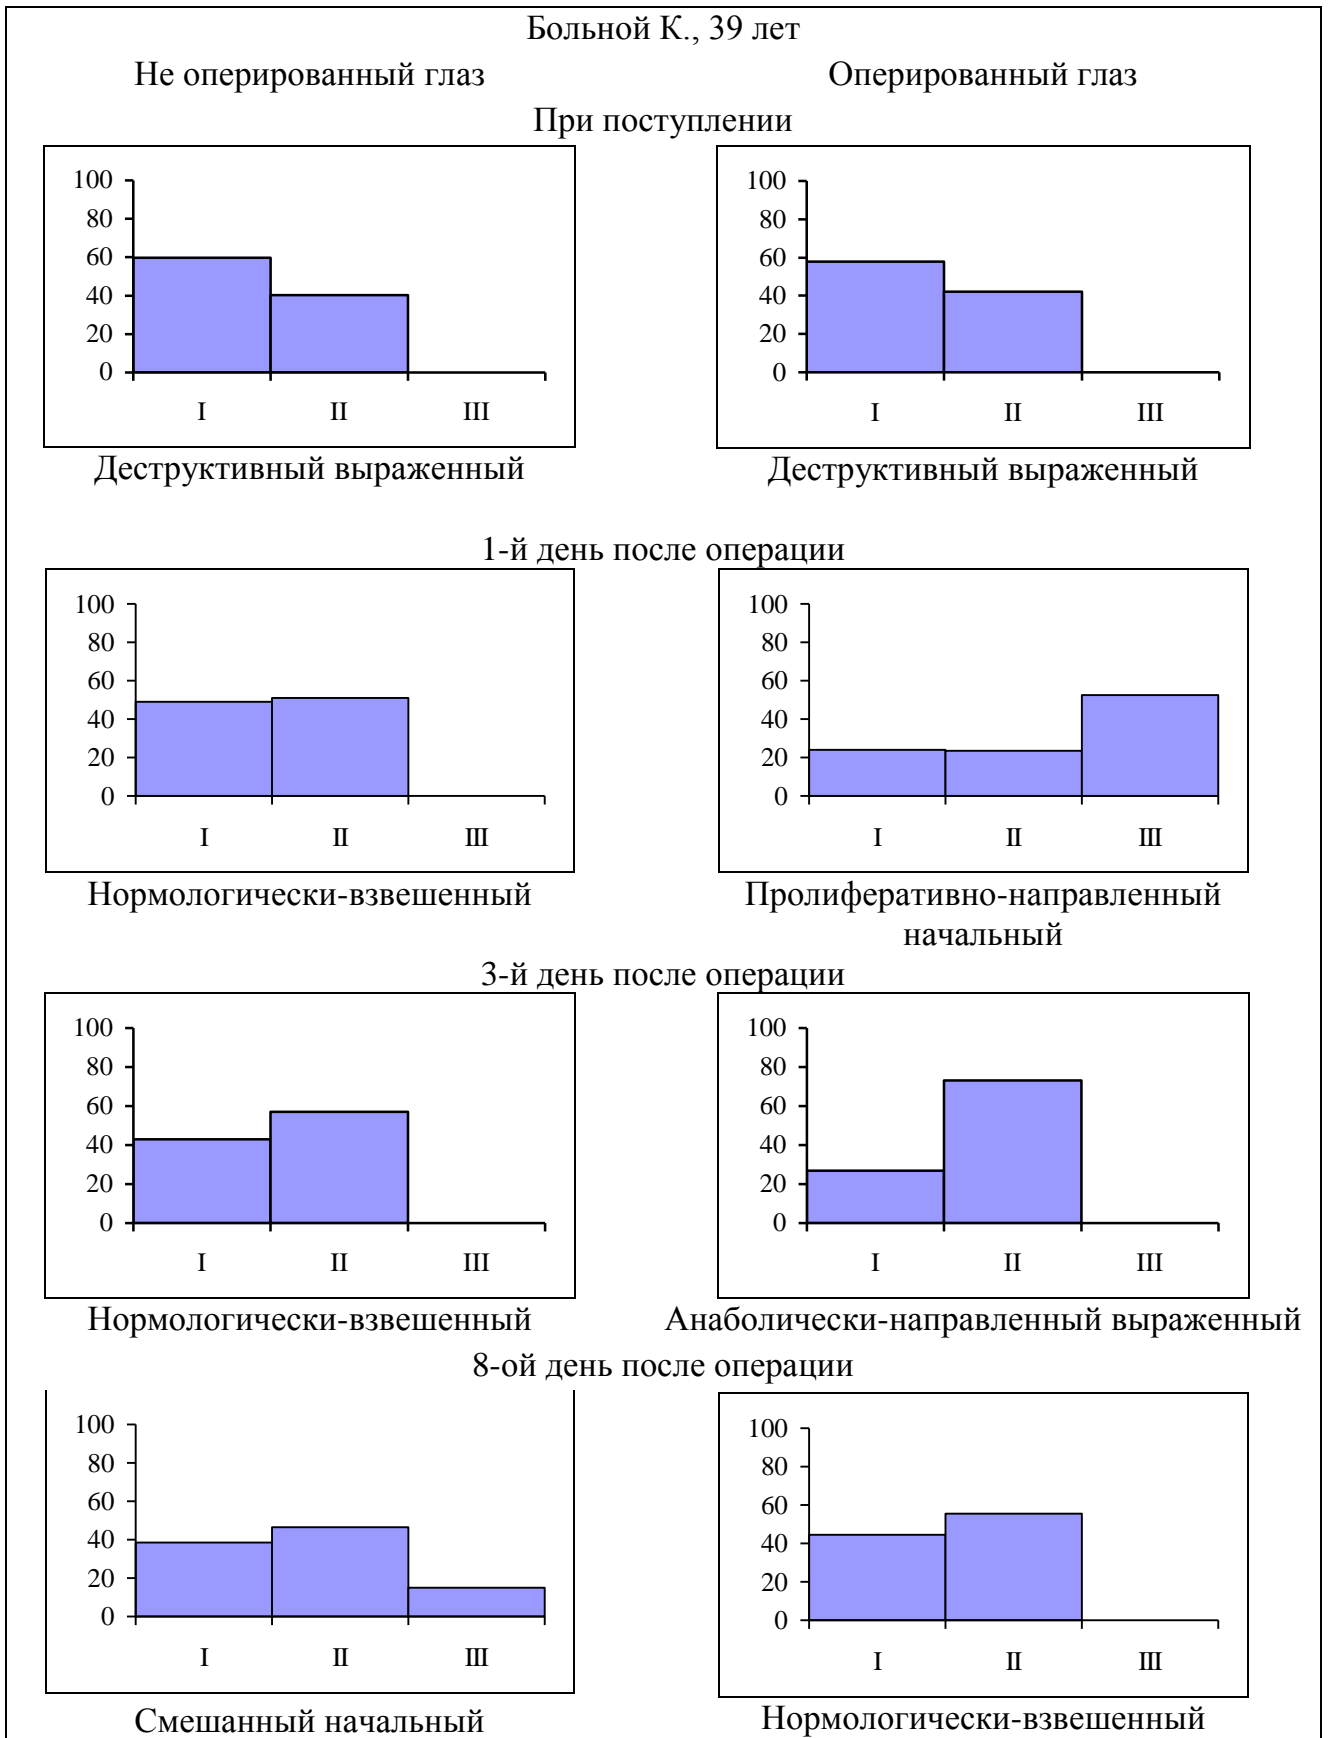 Больной К., 39 лет
Не оперированный глаз
Оперированный глаз
При поступлении
100
80
60
40
20
0
I II III
Деструктивный выраженный
100
80
60
40
20
0
I II III
Деструктивный выраженный
1-й день после операции
100
80
60
40
20
0
I II III
Нормологически-взвешенный
100
80
60
40
20
0
I II III
Пролиферативно-направленный
начальный
3-й день после операции
100
80
60
40
20
0
I II III
Нормологически-взвешенный
100
80
60
40
20
0
I II III
Анаболически-направленный выраженный
8-ой день после операции
100
80
60
40
20
0
I II III
Смешанный начальный
100
80
60
40
20
0
I II III
Нормологически-взвешенный